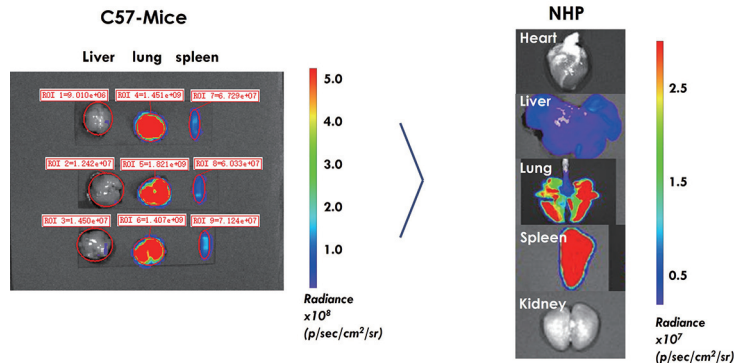 C57-Mice
Liver lung spleen
ROI 1=9.010e+06 ROI 4=1.451e+09 ROI 7=6.729e+07
ROI 2=1.242e+07 ROI 5=1.821e+09 ROI 8=6.033e+07
ROI 3=1.450e+07 ROI 6=1.407e+09 ROI 9=7.124e+07
5.0
4.0
3.0
2.0
1.0
Radiance
x10⁸
(p/sec/cm²/sr)
NHP
Heart
Liver
Lung
Spleen
Kidney
2.5
1.5
0.5
Radiance
x10⁷
(p/sec/cm²/sr)